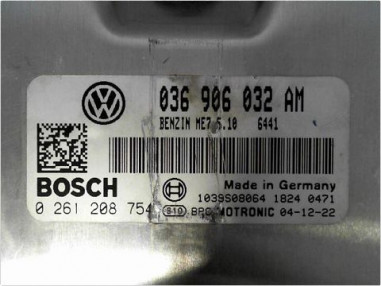 036 906 032 AM
BENZIN ME7.5.10 6441
BOSCH
Made in Germany
1039S08064 1824 0471
0 261 208 754 BPC MOTRONIC 04-12-22